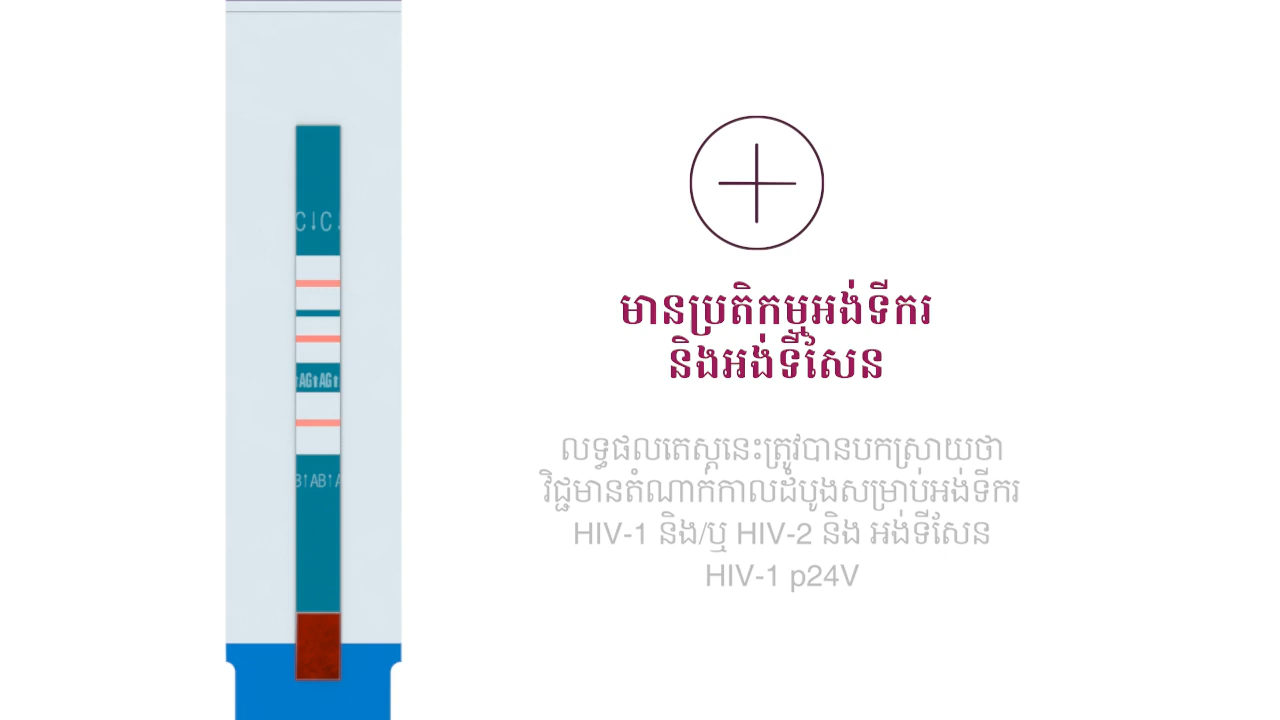 C↓C
↑AG⬆AG⬆
B↑AB↑A
មានប្រតិកម្មអង់ទីករ
និងអង់ទីសែន
លទ្ធផលតេស្តនេះត្រូវបានបកស្រាយថា
វិជ្ជមានតំណាក់កាលដំបូងសម្រាប់អង់ទីករ
HIV-1 និង/ឬ HIV-2 និង អង់ទីសែន
HIV-1 p24V